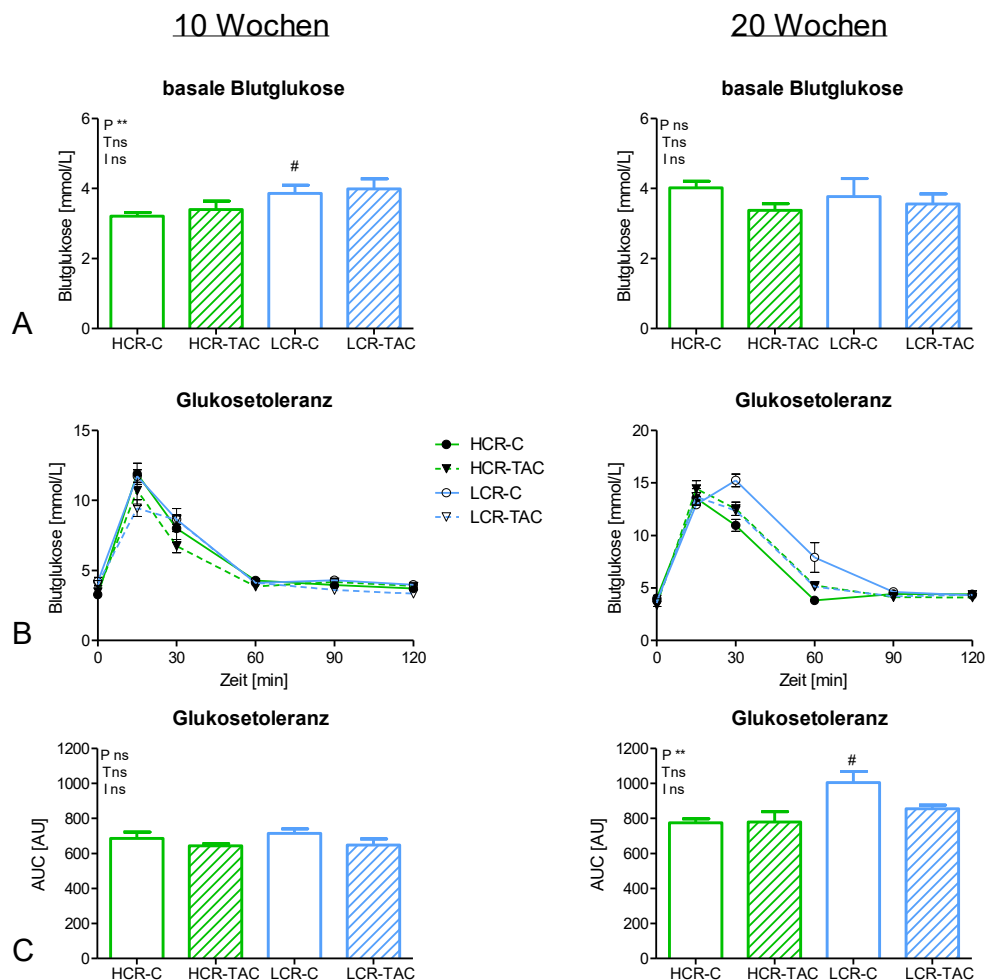 10 Wochen
20 Wochen
basale Blutglukose
Blutglukose [mmol/L]
6
4
2
0
P **
Tns
I ns
#
HCR-C HCR-TAC LCR-C LCR-TAC
basale Blutglukose
Blutglukose [mmol/L]
6
4
2
0
P ns
Tns
I ns
HCR-C HCR-TAC LCR-C LCR-TAC
A
Glukosetoleranz
Blutglukose [mmol/L]
15
10
5
0
0 30 60 90 120
Zeit [min]
HCR-C
HCR-TAC
LCR-C
LCR-TAC
Glukosetoleranz
Blutglukose [mmol/L]
20
15
10
5
0
0 30 60 90 120
Zeit [min]
B
Glukosetoleranz
AUC [AU]
1200
1000
800
600
400
200
0
P ns
Tns
I ns
HCR-C HCR-TAC LCR-C LCR-TAC
Glukosetoleranz
AUC [AU]
1200
1000
800
600
400
200
0
P **
Tns
I ns
#
HCR-C HCR-TAC LCR-C LCR-TAC
C